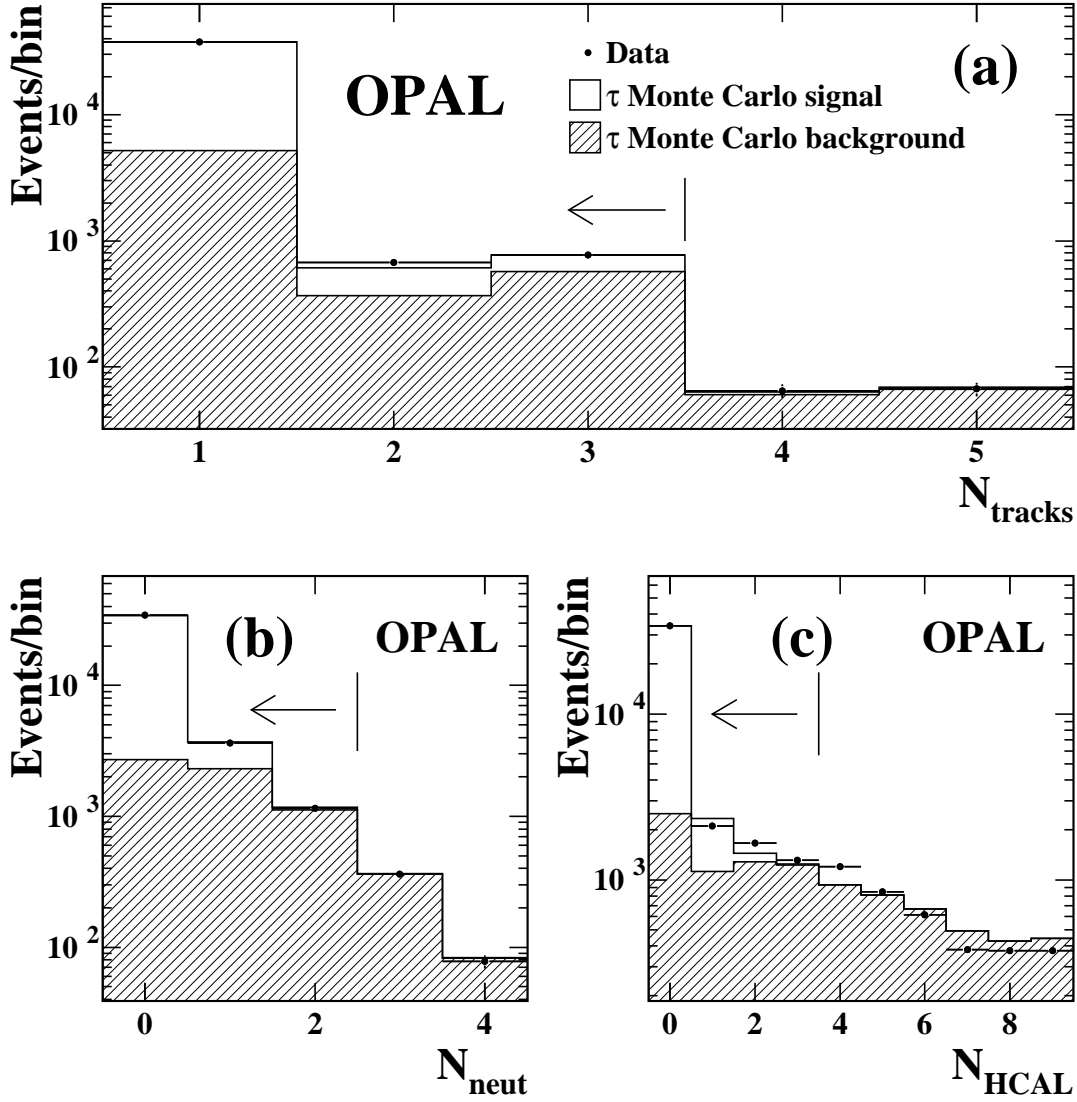 Events/bin
10^4
10^3
10^2
OPAL
(a)
Data
τ Monte Carlo signal
τ Monte Carlo background
1 2 3 4 5
N_tracks
Events/bin
10^4
10^3
10^2
(b)
OPAL
0 2 4
N_neut
Events/bin
10^4
10^3
(c)
OPAL
0 2 4 6 8
N_HCAL